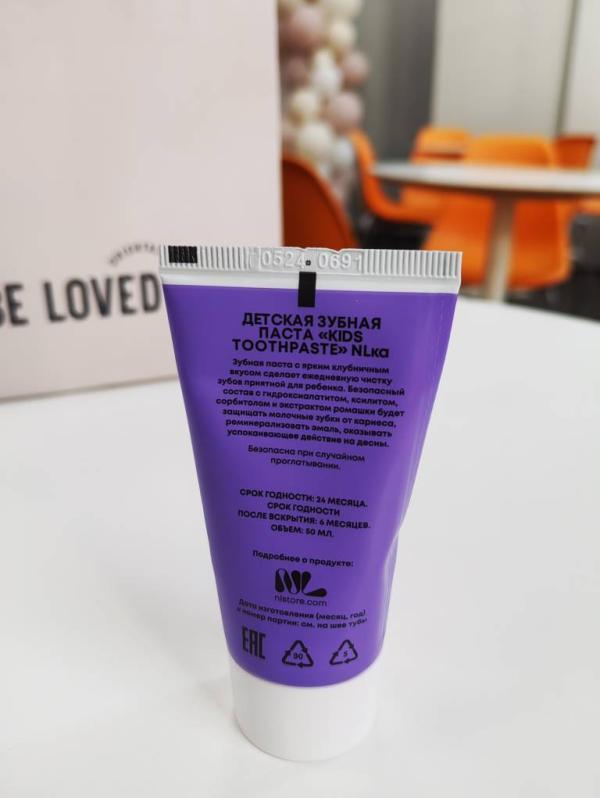 BE LOVED
0524 0691
ДЕТСКАЯ ЗУБНАЯ
ПАСТА «KIDS
TOOTHPASTE» NLка
Зубная паста с ярким клубничным
вкусом сделает ежедневную чистку
зубов приятной для ребенка. Безопасный
состав с гидроксиапатитом, ксилитом,
сорбитолом и экстрактом ромашки будет
защищать молочные зубки от кариеса,
реминерализовать эмаль, оказывать
успокаивающее действие на десны.
Безопасна при случайном
проглатывании.
СРОК ГОДНОСТИ: 24 МЕСЯЦА.
СРОК ГОДНОСТИ
ПОСЛЕ ВСКРЫТИЯ: 6 МЕСЯЦЕВ.
ОБЪЕМ: 50 МЛ.
Подробнее о продукте:
NL
nlstore.com
Дата изготовления (месяц, год)
и номер партии: см. на шве тубы
EAC
90
5